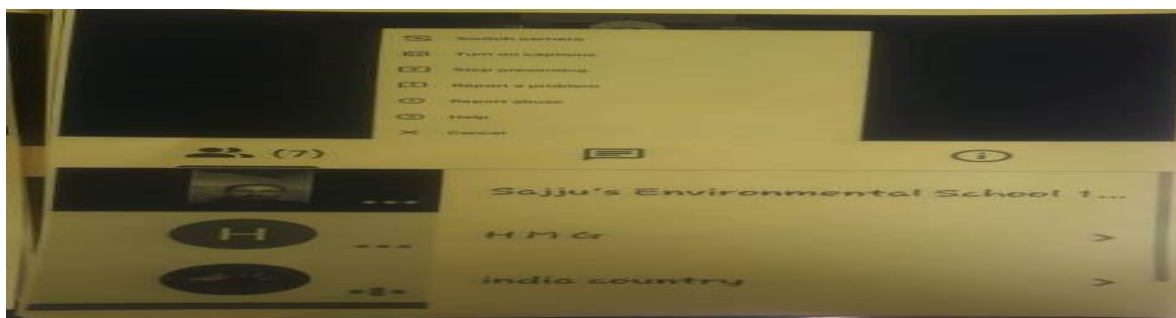 Switch camera
Turn on captions
Stop presenting
Report a problem
Report abuse
Help
Cancel
(7)
Sajju's Environmental School t...
H
H M G
india country